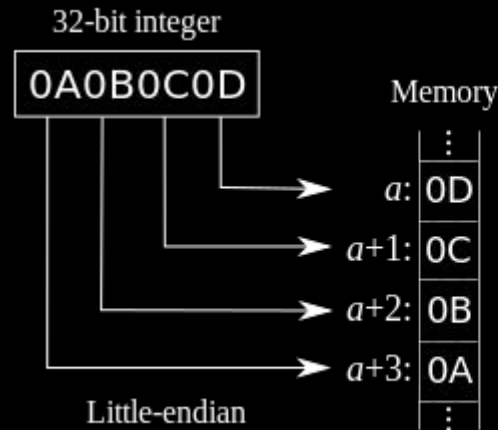 32-bit integer
0A0B0C0D
Memory
⋮
a: 0D
a+1: 0C
a+2: 0B
a+3: 0A
⋮
Little-endian